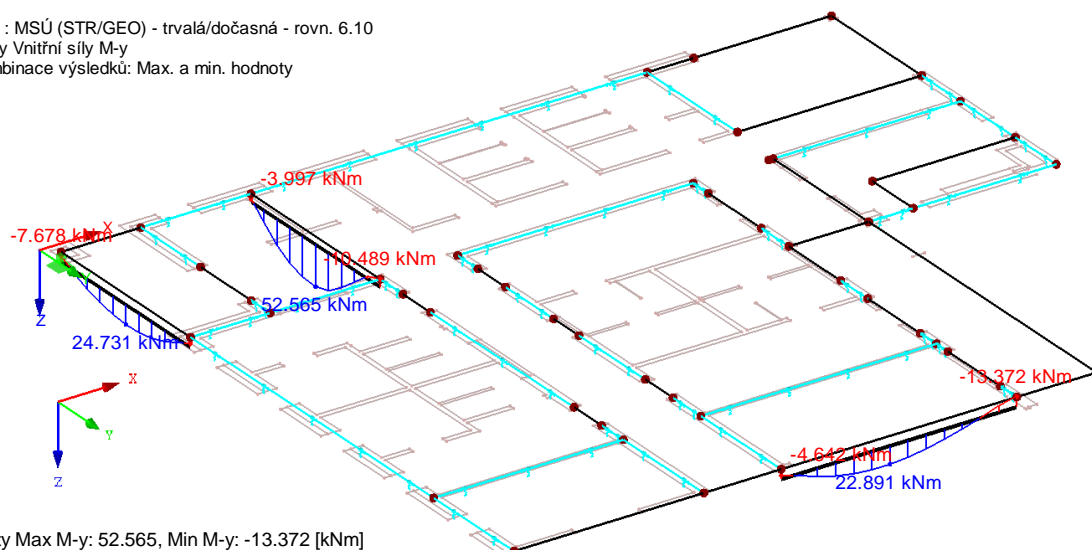 : MSÚ (STR/GEO) - trvalá/dočasná - rovn. 6.10
y Vnitřní síly M-y
binace výsledků: Max. a min. hodnoty
-3.997 kNm
-7.678 kNm
X
-10.489 kNm
Z
52.565 kNm
24.731 kNm
X
-13.372 kNm
Y
-4.642 kNm
Z
22.891 kNm
y Max M-y: 52.565, Min M-y: -13.372 [kNm]